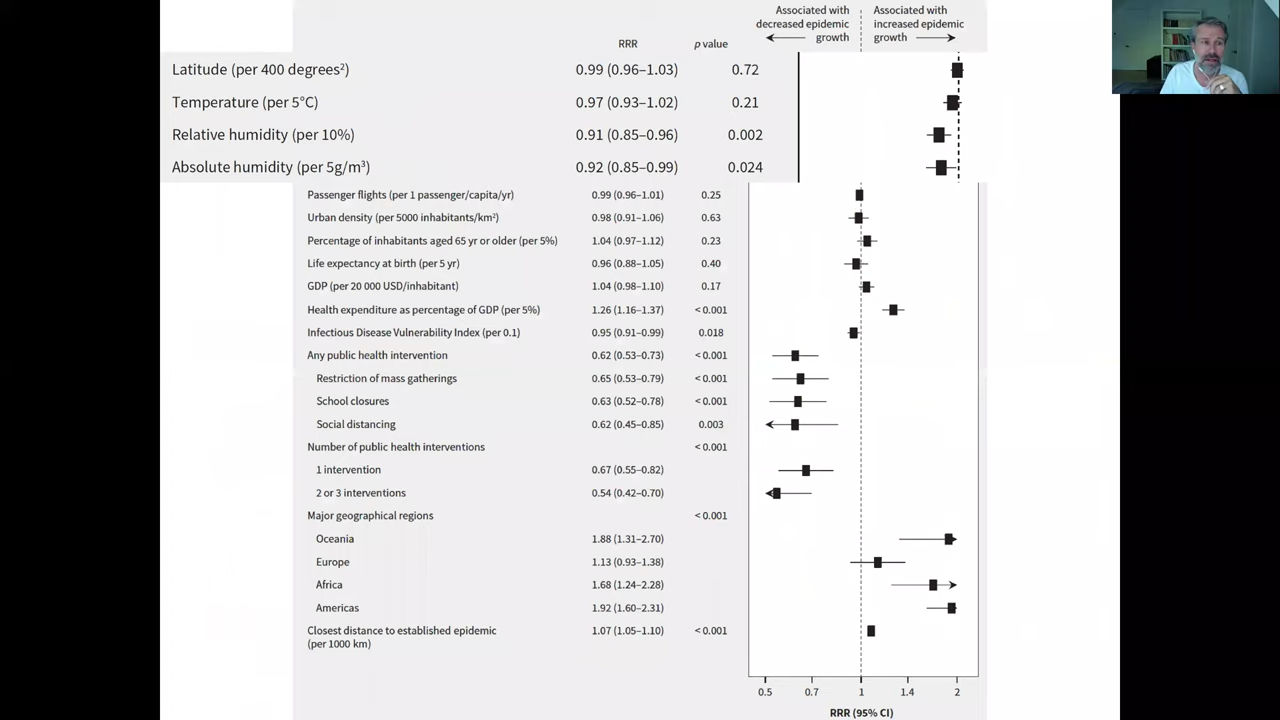 Associated with
decreased epidemic
growth
Associated with
increased epidemic
growth
RRR p value
Latitude (per 400 degrees²) 0.99 (0.96–1.03) 0.72
Temperature (per 5°C) 0.97 (0.93–1.02) 0.21
Relative humidity (per 10%) 0.91 (0.85–0.96) 0.002
Absolute humidity (per 5g/m³) 0.92 (0.85–0.99) 0.024
Passenger flights (per 1 passenger/capita/yr) 0.99 (0.96–1.01) 0.25
Urban density (per 5000 inhabitants/km²) 0.98 (0.91–1.06) 0.63
Percentage of inhabitants aged 65 yr or older (per 5%) 1.04 (0.97–1.12) 0.23
Life expectancy at birth (per 5 yr) 0.96 (0.88–1.05) 0.40
GDP (per 20 000 USD/inhabitant) 1.04 (0.98–1.10) 0.17
Health expenditure as percentage of GDP (per 5%) 1.26 (1.16–1.37) < 0.001
Infectious Disease Vulnerability Index (per 0.1) 0.95 (0.91–0.99) 0.018
Any public health intervention 0.62 (0.53–0.73) < 0.001
Restriction of mass gatherings 0.65 (0.53–0.79) < 0.001
School closures 0.63 (0.52–0.78) < 0.001
Social distancing 0.62 (0.45–0.85) 0.003
Number of public health interventions < 0.001
1 intervention 0.67 (0.55–0.82)
2 or 3 interventions 0.54 (0.42–0.70)
Major geographical regions < 0.001
Oceania 1.88 (1.31–2.70)
Europe 1.13 (0.93–1.38)
Africa 1.68 (1.24–2.28)
Americas 1.92 (1.60–2.31)
Closest distance to established epidemic 1.07 (1.05–1.10) < 0.001
(per 1000 km)
0.5 0.7 1 1.4 2
RRR (95% CI)